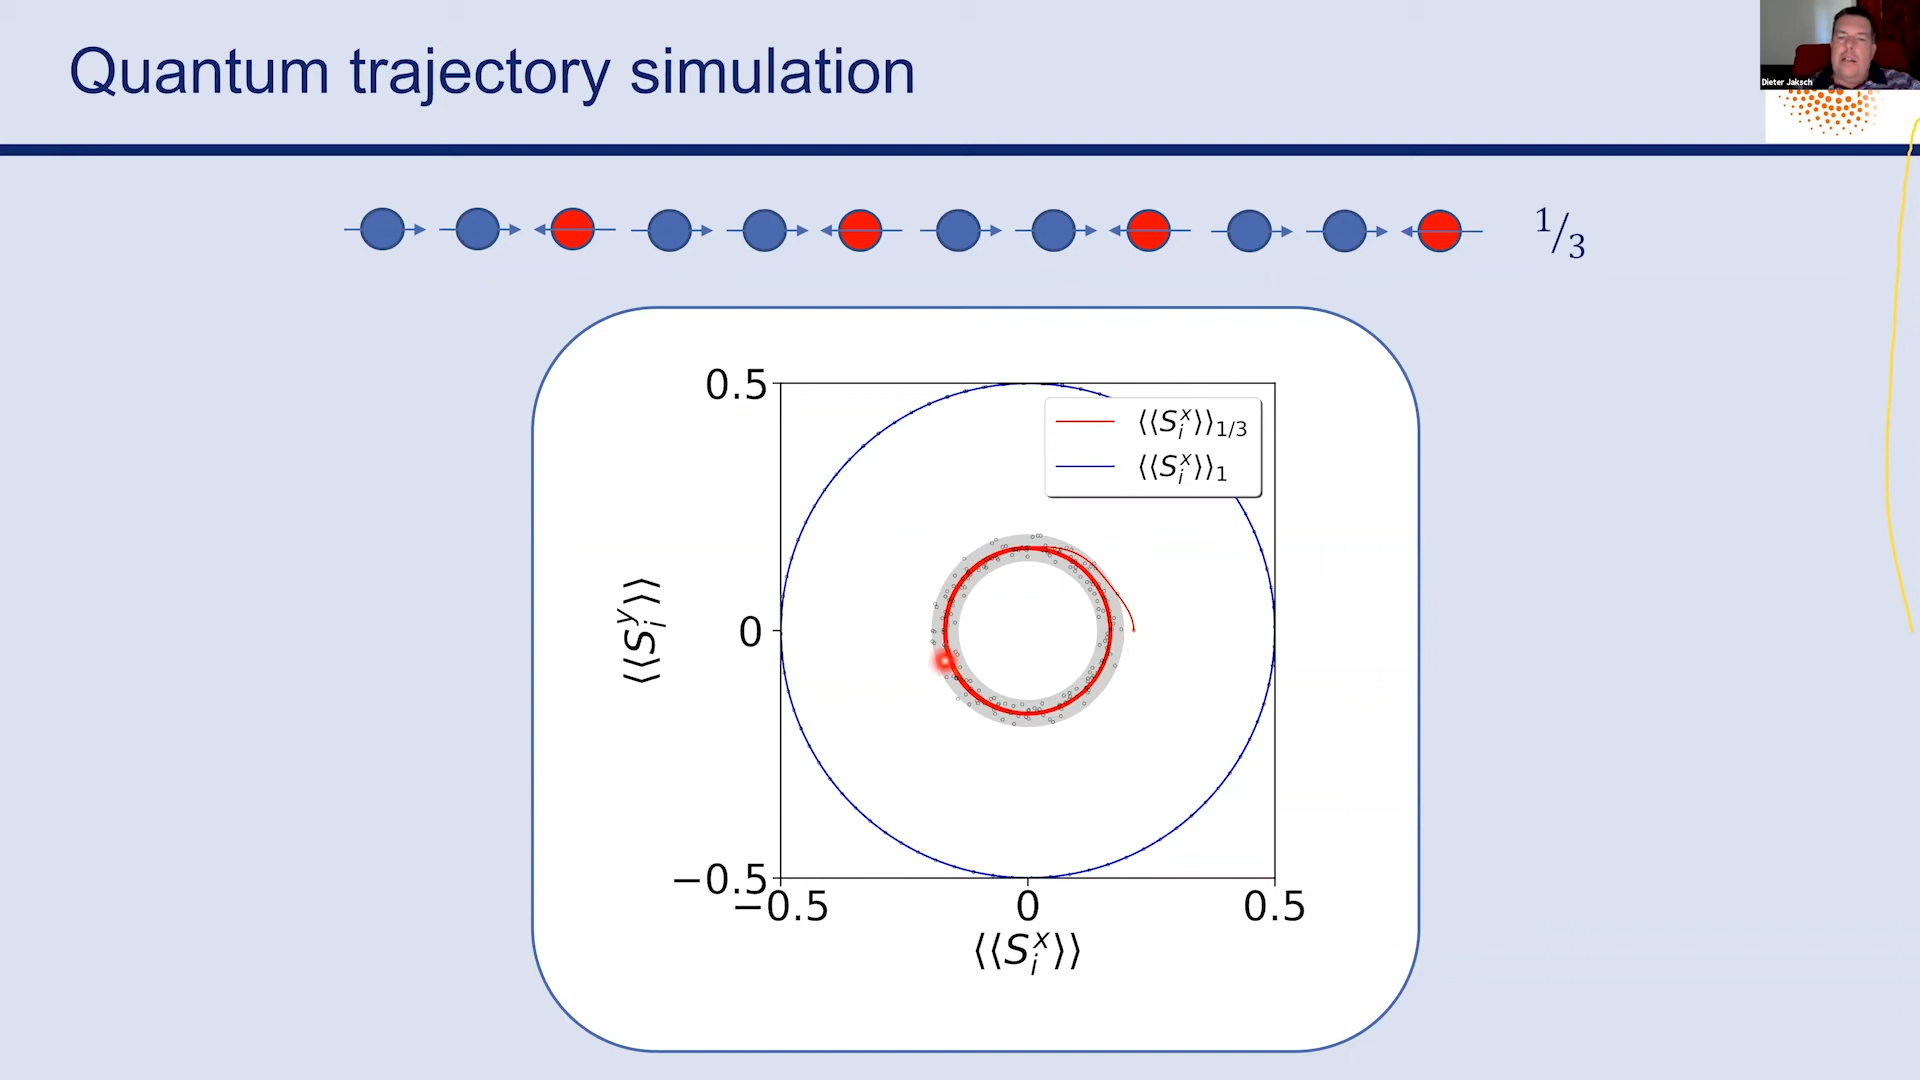 Quantum trajectory simulation
Dieter Jaksch
1/3
0.5
⟨⟨S_i^x⟩⟩_{1/3}
⟨⟨S_i^x⟩⟩_1
⟨⟨S_i^y⟩⟩
0
−0.5
−0.5 0 0.5
⟨⟨S_i^x⟩⟩